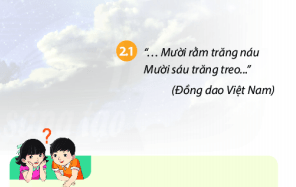 2.1 “… Mười rằm trăng náu
Mười sáu trăng treo...”
(Đồng dao Việt Nam)
?